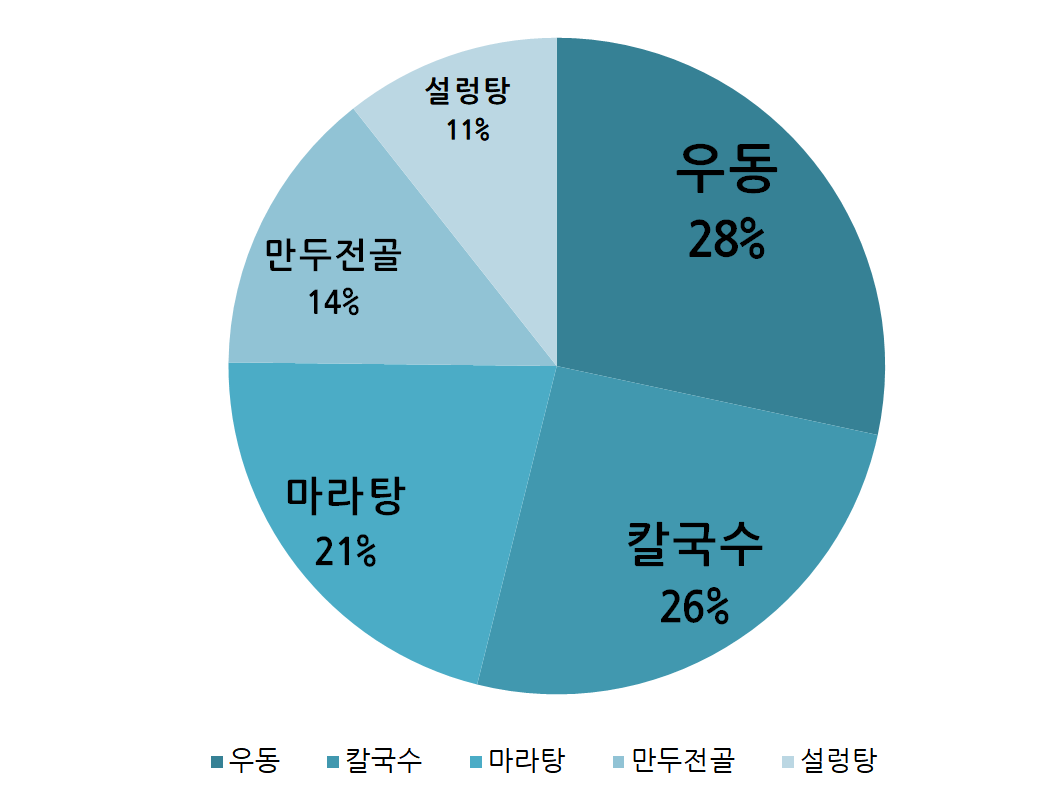 설렁탕
11%
우동
28%
만두전골
14%
마라탕
21%
칼국수
26%
우동 칼국수 마라탕 만두전골 설렁탕